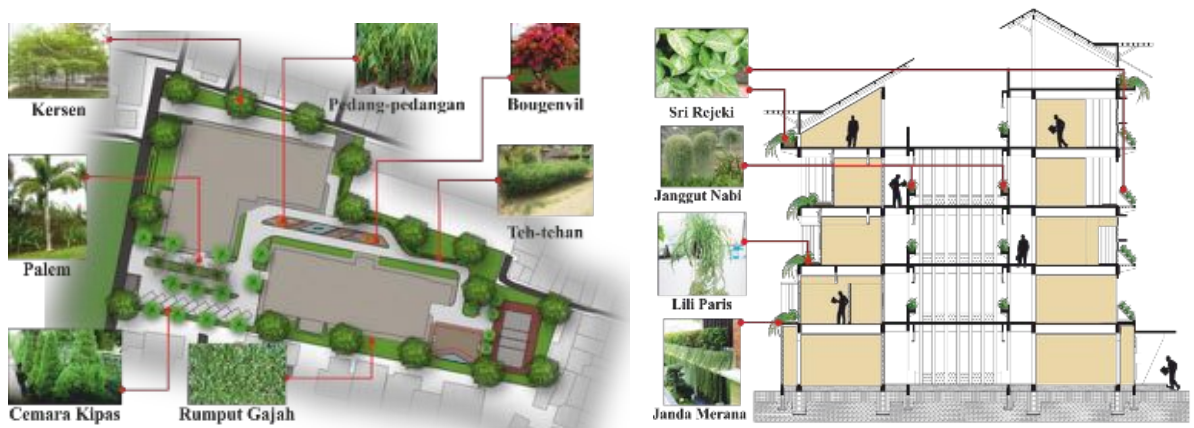 Kersen
Pedang-pedangan
Bougenvil
Palem
Teh-tehan
Cemara Kipas
Rumput Gajah
Sri Rejeki
Janggut Nabi
Lili Paris
Janda Merana